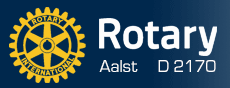 ROTARY
INTERNATIONAL
Rotary
Aalst D 2170